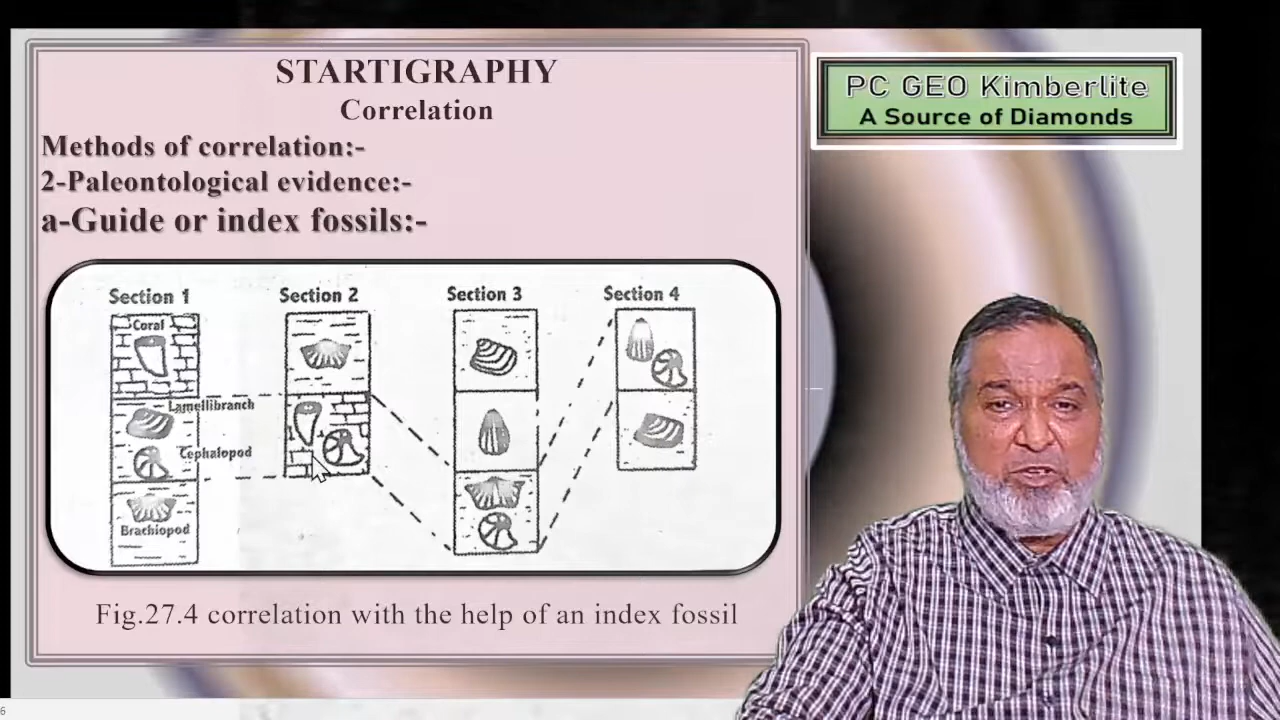 STARTIGRAPHY
Correlation
Methods of correlation:-
2-Paleontological evidence:-
a-Guide or index fossils:-
PC GEO Kimberlite
A Source of Diamonds
Section 1
Section 2
Section 3
Section 4
Coral
Lamellibranch
Cephalopod
Brachiopod
Fig.27.4 correlation with the help of an index fossil
6